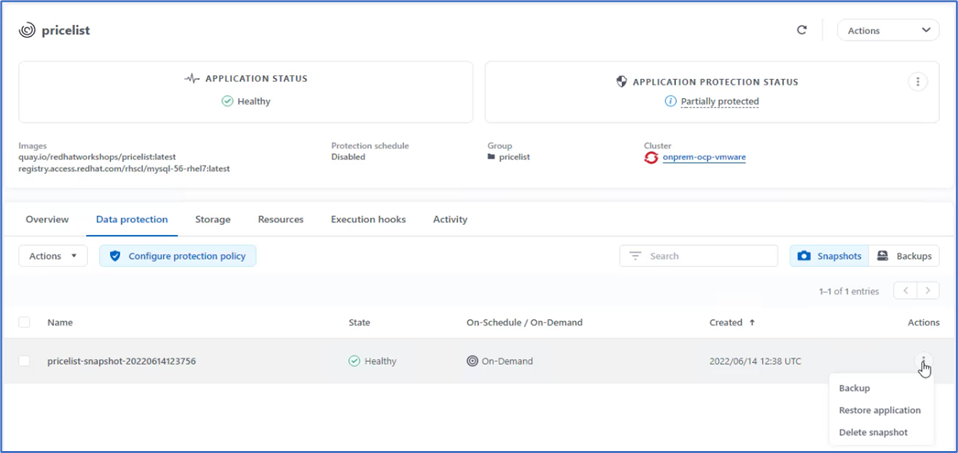 pricelist
Actions
APPLICATION STATUS
Healthy
APPLICATION PROTECTION STATUS
Partially protected
Images
quay.io/redhatworkshops/pricelist:latest
registry.access.redhat.com/rhscl/mysql-56-rhel7:latest
Protection schedule
Disabled
Group
pricelist
Cluster
onprem-ocp-vmware
Overview Data protection Storage Resources Execution hooks Activity
Actions Configure protection policy Search Snapshots Backups
1–1 of 1 entries
Name State On-Schedule / On-Demand Created Actions
pricelist-snapshot-20220614123756 Healthy On-Demand 2022/06/14 12:38 UTC
Backup
Restore application
Delete snapshot